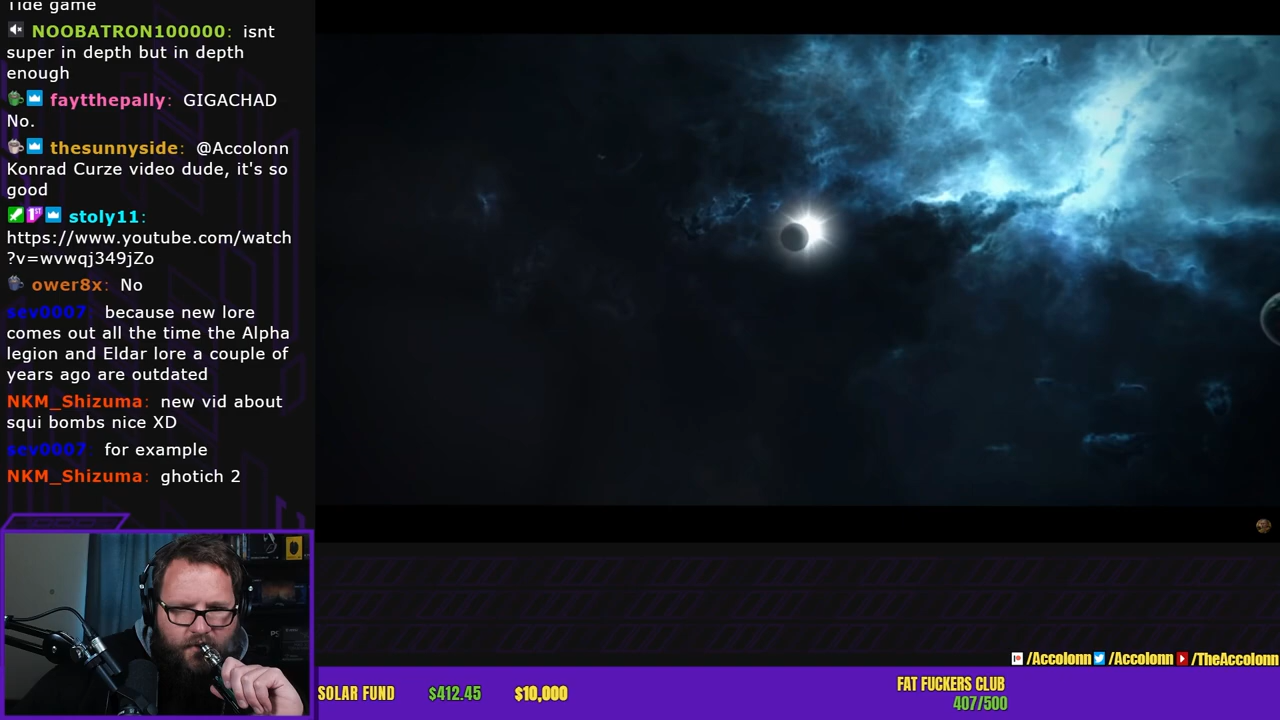 Tide game
NOOBATRON100000: isnt
super in depth but in depth
enough
faytthepally: GIGACHAD
No.
thesunnyside: @Accolonn
Konrad Curze video dude, it's so
good
stoly11:
https://www.youtube.com/watch
?v=wvwqj349jZo
ower8x: No
sev0007: because new lore
comes out all the time the Alpha
legion and Eldar lore a couple of
years ago are outdated
NKM_Shizuma: new vid about
squi bombs nice XD
sev0007: for example
NKM_Shizuma: ghotich 2
/Accolonn /Accolonn /TheAccolonn
SOLAR FUND $412.45 $10,000
FAT FUCKERS CLUB
407/500